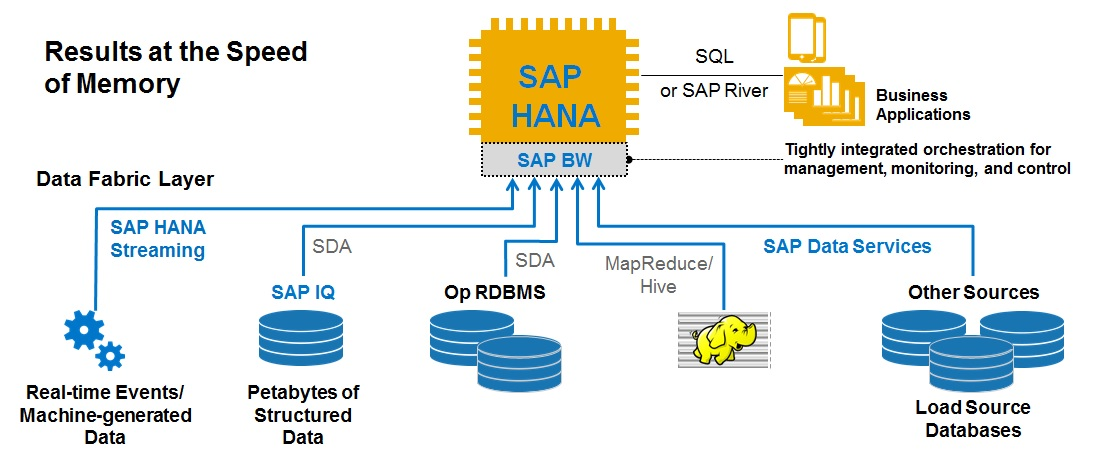 Results at the Speed
of Memory
SAP
HANA
SAP BW
SQL
or SAP River
Business
Applications
Tightly integrated orchestration for
management, monitoring, and control
Data Fabric Layer
SAP HANA
Streaming
SDA
SDA
MapReduce/
Hive
SAP Data Services
SAP IQ
Op RDBMS
Other Sources
Real-time Events/
Machine-generated
Data
Petabytes of
Structured
Data
Load Source
Databases